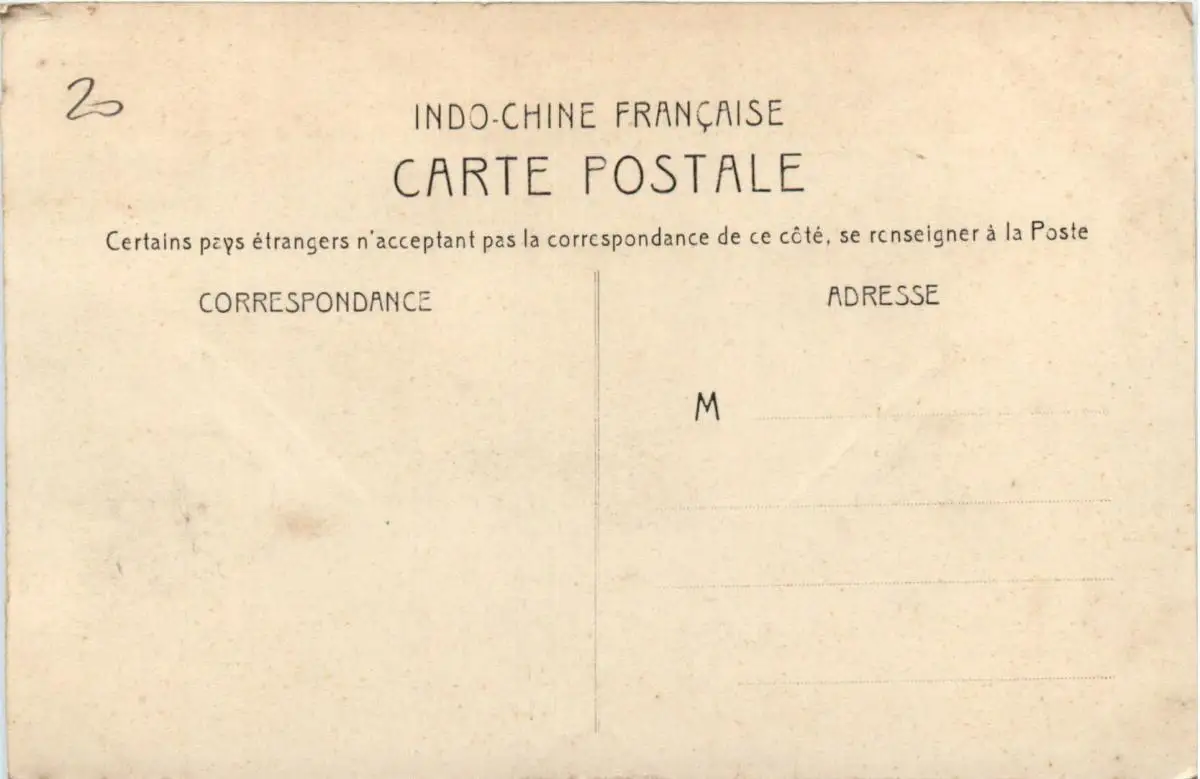 20
INDO-CHINE FRANÇAISE
CARTE POSTALE
Certains pays étrangers n'acceptant pas la correspondance de ce côté, se renseigner à la Poste
CORRESPONDANCE
ADRESSE
M